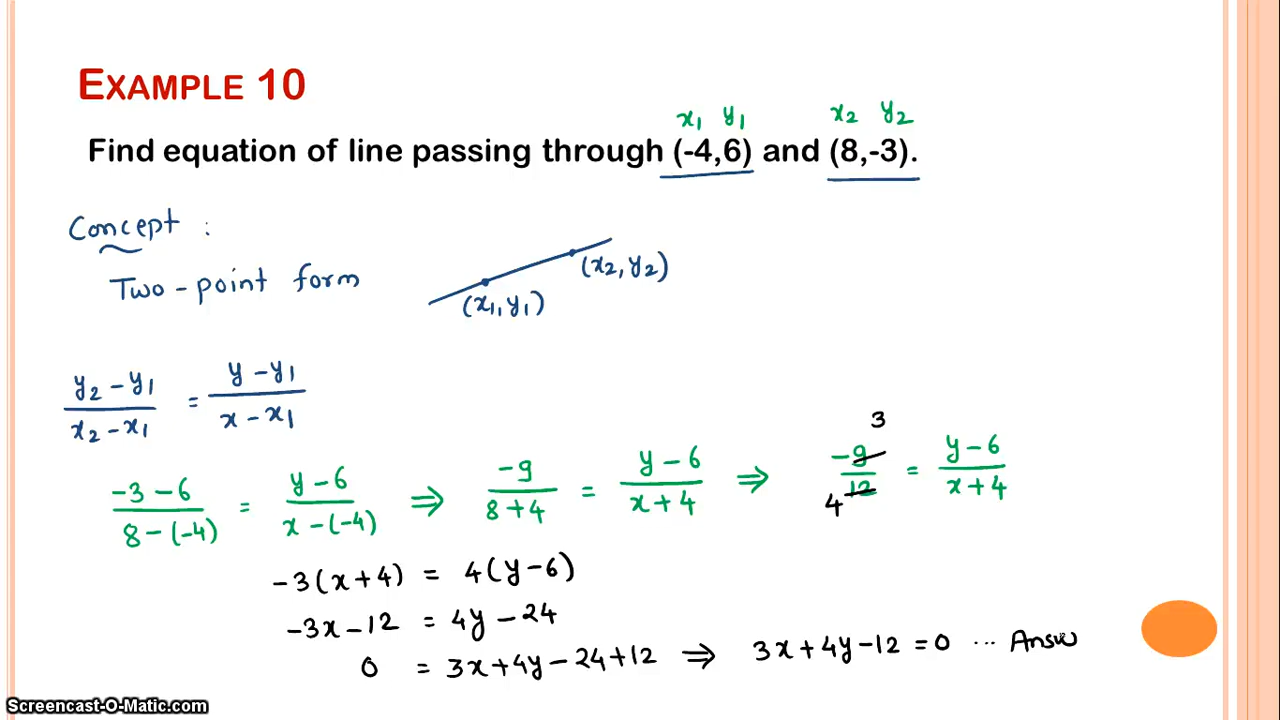 EXAMPLE 10
x₁ y₁ x₂ y₂
Find equation of line passing through (-4,6) and (8,-3).
Concept :
Two-point form
(x₂, y₂)
(x₁, y₁)
y₂ - y₁ / x₂ - x₁ = y - y₁ / x - x₁
-3 - 6 / 8 - (-4) = y - 6 / x - (-4) ⇒ -9 / 8 + 4 = y - 6 / x + 4 ⇒ -9 3 / 12 4 = y - 6 / x + 4
-3(x + 4) = 4(y - 6)
-3x - 12 = 4y - 24
0 = 3x + 4y - 24 + 12 ⇒ 3x + 4y - 12 = 0 ... Answ
Screencast-O-Matic.com